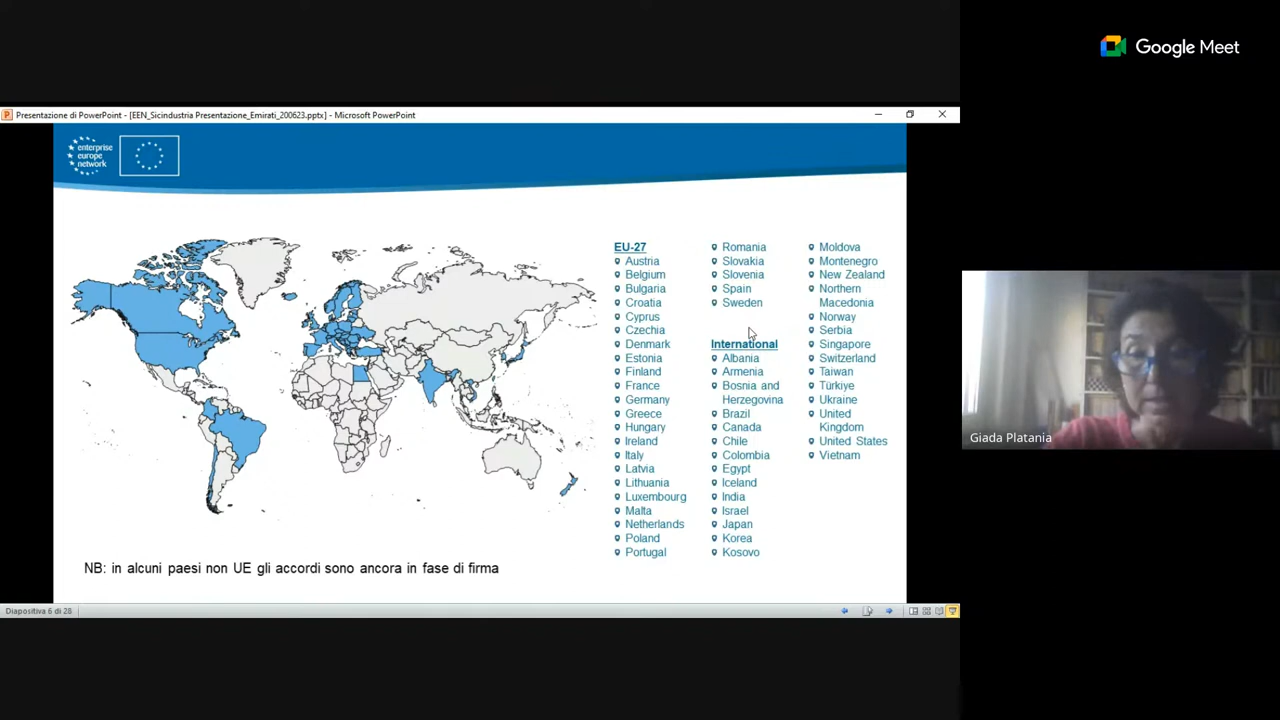 Google Meet
Presentazione di PowerPoint - [EEN_Sicindustria Presentazione_Emirati_200623.pptx] - Microsoft PowerPoint
enterprise
europe
network
EU-27
Austria
Belgium
Bulgaria
Croatia
Cyprus
Czechia
Denmark
Estonia
Finland
France
Germany
Greece
Hungary
Ireland
Italy
Latvia
Lithuania
Luxembourg
Malta
Netherlands
Poland
Portugal
Romania
Slovakia
Slovenia
Spain
Sweden
International
Albania
Armenia
Bosnia and
Herzegovina
Brazil
Canada
Chile
Colombia
Egypt
Iceland
India
Israel
Japan
Korea
Kosovo
Moldova
Montenegro
New Zealand
Northern
Macedonia
Norway
Serbia
Singapore
Switzerland
Taiwan
Türkiye
Ukraine
United
Kingdom
United States
Vietnam
NB: in alcuni paesi non UE gli accordi sono ancora in fase di firma
Diapositiva 6 di 28
Giada Platania